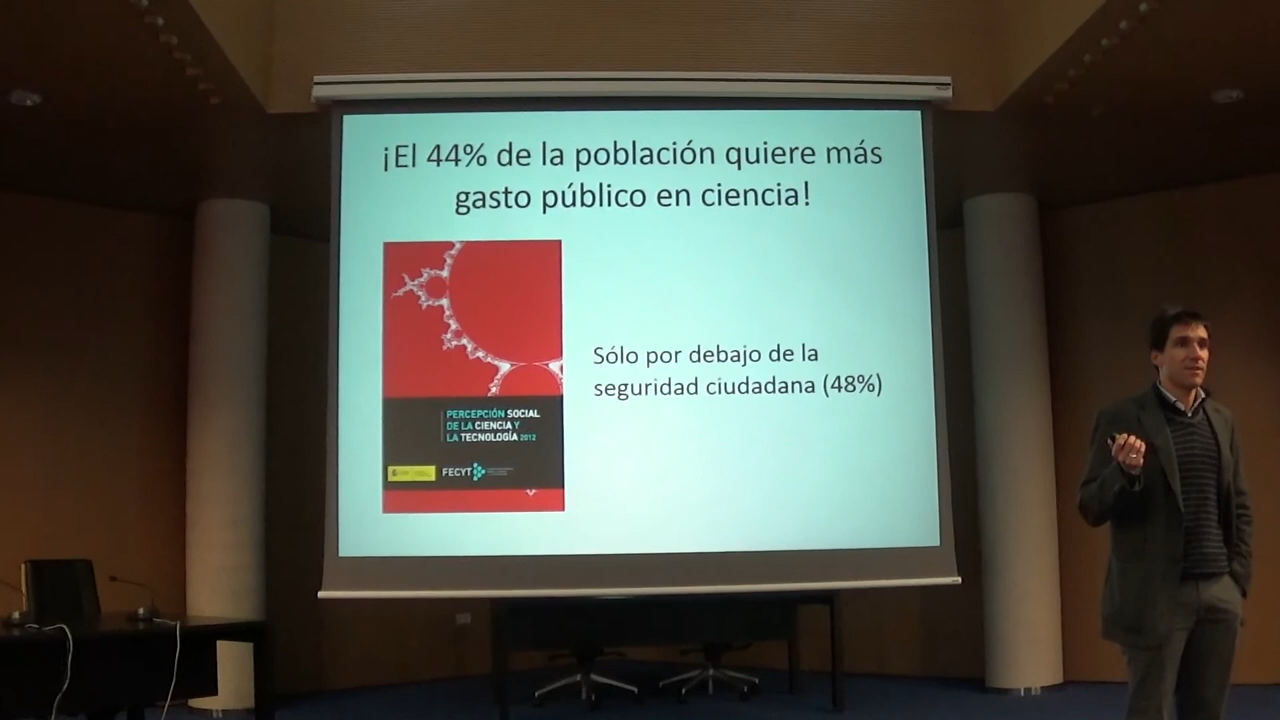 ¡El 44% de la población quiere más
gasto público en ciencia!
Sólo por debajo de la
seguridad ciudadana (48%)
PERCEPCIÓN SOCIAL
DE LA CIENCIA Y
LA TECNOLOGÍA 2012
FECYT